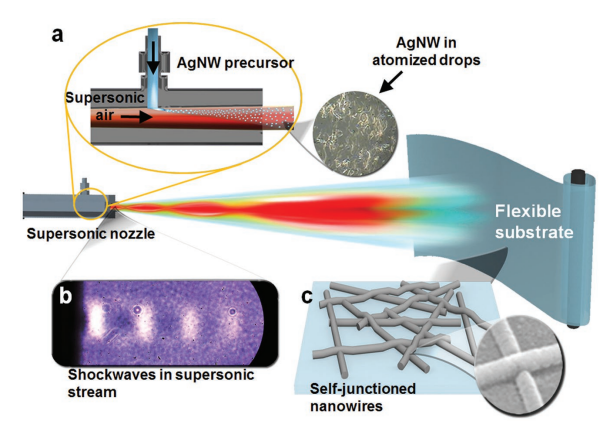 a
AgNW precursor
Supersonic
air
AgNW in
atomized drops
Supersonic nozzle
Flexible
substrate
b
Shockwaves in supersonic
stream
c
Self-junctioned
nanowires